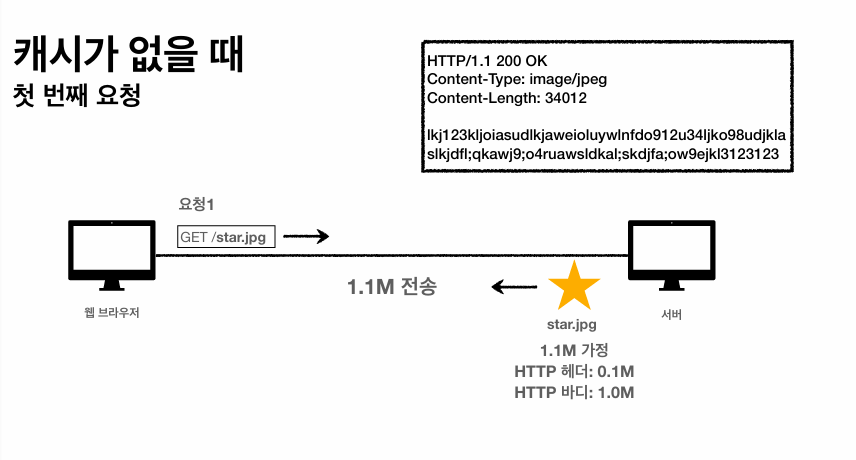 캐시가 없을 때
첫 번째 요청
HTTP/1.1 200 OK
Content-Type: image/jpeg
Content-Length: 34012
lkj123kljoiasudlkjaweioluywlnfdo912u34ljko98udjkla
slkjdfl;qkawj9;o4ruawsldkal;skdjfa;ow9ejkl3123123
요청1
GET /star.jpg
1.1M 전송
웹 브라우저
star.jpg
서버
1.1M 가정
HTTP 헤더: 0.1M
HTTP 바디: 1.0M